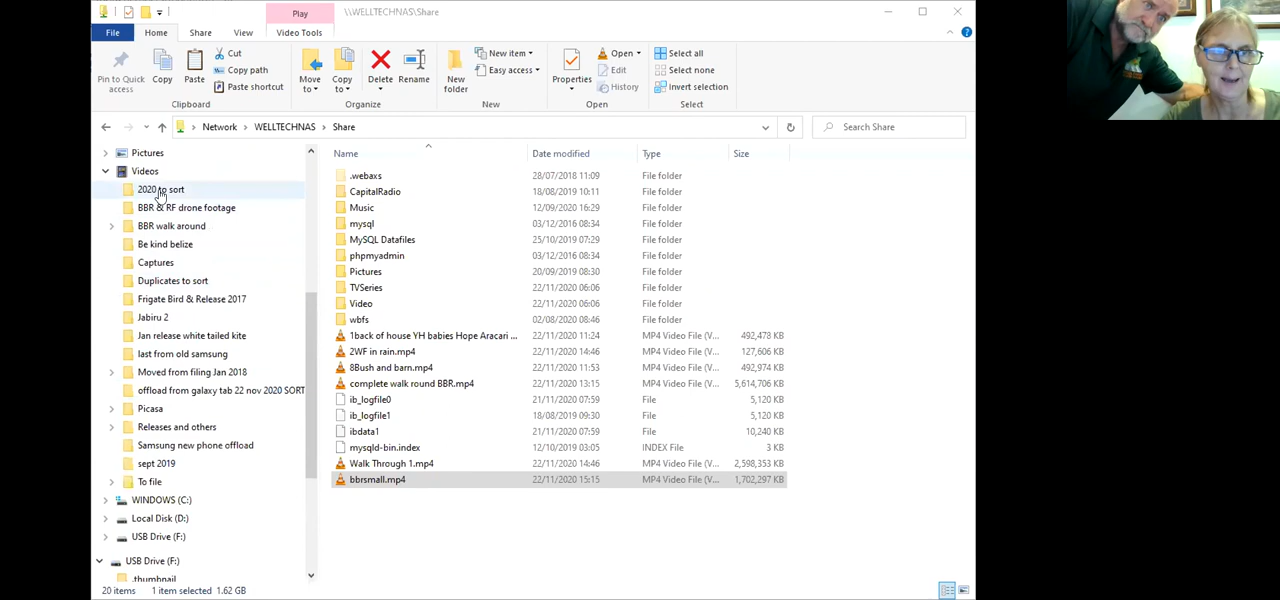 Play
\\WELLTECHNAS\Share
File Home Share View Video Tools
Pin to Quick access
Copy
Paste
Cut
Copy path
Paste shortcut
Clipboard
Move to
Copy to
Delete
Rename
Organize
New folder
New item
Easy access
New
Properties
Open
Edit
History
Open
Select all
Select none
Invert selection
Select
Network > WELLTECHNAS > Share
Search Share
Pictures
Videos
2020 to sort
BBR & RF drone footage
BBR walk around
Be kind belize
Captures
Duplicates to sort
Frigate Bird & Release 2017
Jabiru 2
Jan release white tailed kite
last from old samsung
Moved from filing Jan 2018
offload from galaxy tab 22 nov 2020 SORT
Picasa
Releases and others
Samsung new phone offload
sept 2019
To file
WINDOWS (C:)
Local Disk (D:)
USB Drive (F:)
USB Drive (F:)
.thumbnail
Name Date modified Type Size
.webaxs 28/07/2018 11:09 File folder
CapitalRadio 18/08/2019 10:11 File folder
Music 12/09/2020 16:29 File folder
mysql 03/12/2016 08:34 File folder
MySQL Datafiles 25/10/2019 07:29 File folder
phpmyadmin 03/12/2016 08:34 File folder
Pictures 20/09/2019 08:30 File folder
TVSeries 22/11/2020 06:06 File folder
Video 22/11/2020 06:06 File folder
wbfs 02/08/2020 08:46 File folder
1back of house YH babies Hope Aracari ... 22/11/2020 11:24 MP4 Video File (V... 492,478 KB
2WF in rain.mp4 22/11/2020 14:46 MP4 Video File (V... 127,606 KB
8Bush and barn.mp4 22/11/2020 11:53 MP4 Video File (V... 492,974 KB
complete walk round BBR.mp4 22/11/2020 13:15 MP4 Video File (V... 5,614,706 KB
ib_logfile0 21/11/2020 07:59 File 5,120 KB
ib_logfile1 18/08/2019 09:30 File 5,120 KB
ibdata1 21/11/2020 07:59 File 10,240 KB
mysqld-bin.index 12/10/2019 03:05 INDEX File 3 KB
Walk Through 1.mp4 22/11/2020 14:46 MP4 Video File (V... 2,598,353 KB
bbrsmall.mp4 22/11/2020 15:15 MP4 Video File (V... 1,702,297 KB
20 items 1 item selected 1.62 GB